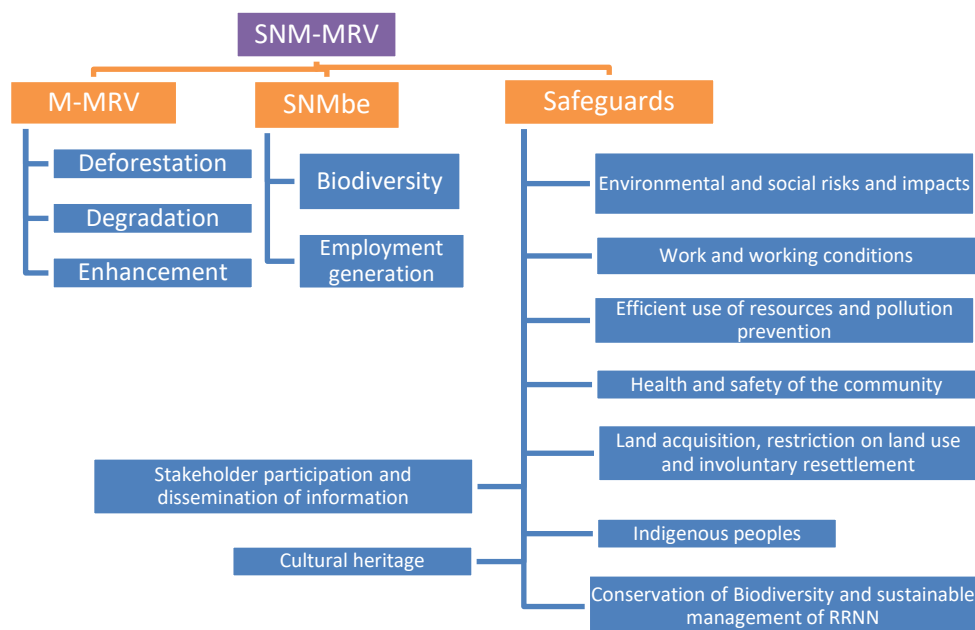 SNM-MRV
M-MRV
Deforestation
Degradation
Enhancement
SNMbe
Biodiversity
Employment
generation
Safeguards
Environmental and social risks and impacts
Work and working conditions
Efficient use of resources and pollution
prevention
Health and safety of the community
Land acquisition, restriction on land use
and involuntary resettlement
Stakeholder participation and
dissemination of information
Indigenous peoples
Cultural heritage
Conservation of Biodiversity and sustainable
management of RRNN